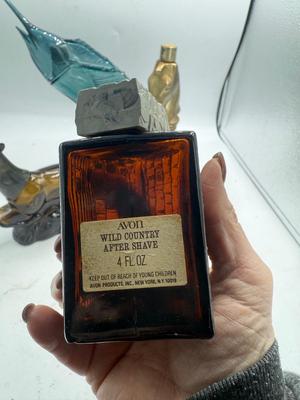 AVON
WILD COUNTRY
AFTER SHAVE
4 FL. OZ.
KEEP OUT OF REACH OF YOUNG CHILDREN
AVON PRODUCTS, INC., NEW YORK, N.Y. 10019